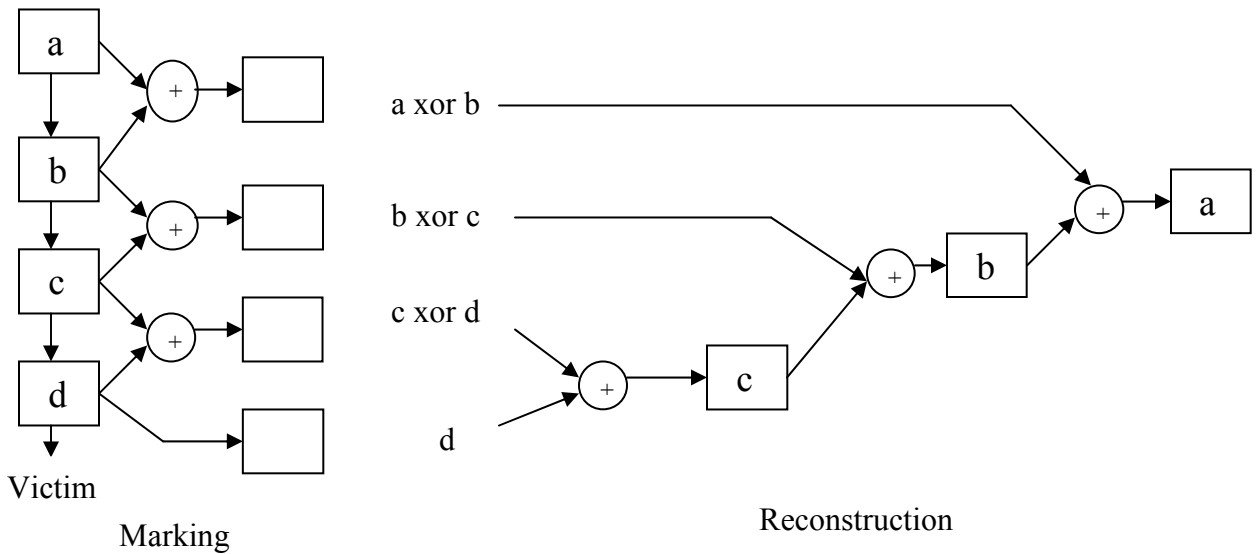 a
+
b
+
c
+
d
Victim
Marking
a xor b
b xor c
c xor d
d
+
c
+
b
+
a
Reconstruction